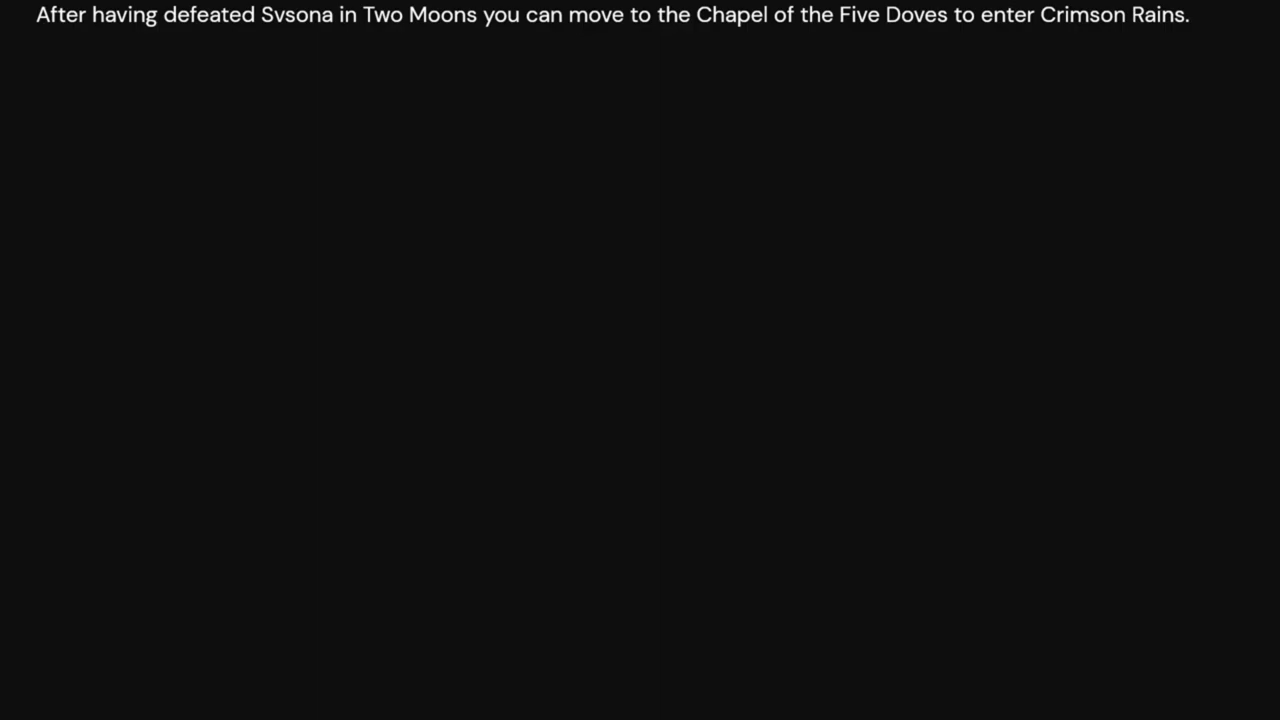 After having defeated Svsona in Two Moons you can move to the Chapel of the Five Doves to enter Crimson Rains.